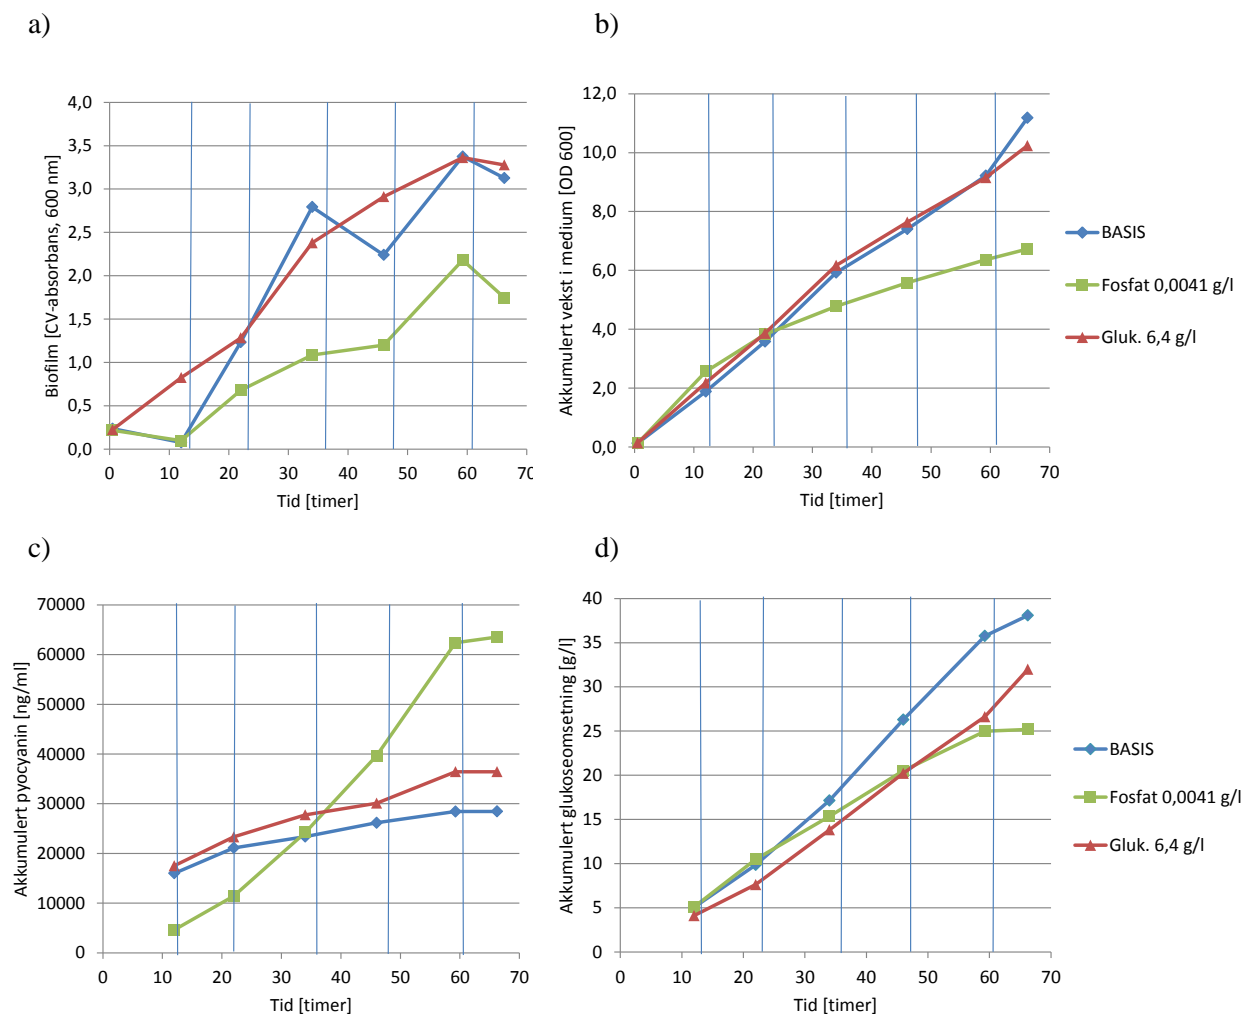 a)
b)
4,0
3,5
3,0
2,5
2,0
1,5
1,0
0,5
0,0
0 10 20 30 40 50 60 70
Biofilm [CV-absorbans, 600 nm]
Tid [timer]
12,0
10,0
8,0
6,0
4,0
2,0
0,0
0 10 20 30 40 50 60 70
Akkumulert vekst i medium [OD 600]
Tid [timer]
BASIS
Fosfat 0,0041 g/l
Gluk. 6,4 g/l
c)
d)
70000
60000
50000
40000
30000
20000
10000
0
0 10 20 30 40 50 60 70
Akkumulert pyocyanin [ng/ml]
Tid [timer]
40
35
30
25
20
15
10
5
0
0 10 20 30 40 50 60 70
Akkumulert glukoseomsetning [g/l]
Tid [timer]
BASIS
Fosfat 0,0041 g/l
Gluk. 6,4 g/l